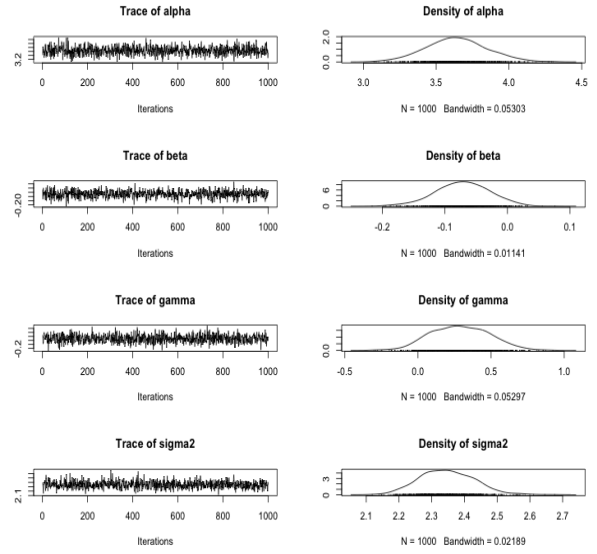 Trace of alpha
3.2
0 200 400 600 800 1000
Iterations
Density of alpha
0.0 2.0
3.0 3.5 4.0 4.5
N = 1000 Bandwidth = 0.05303
Trace of beta
-0.20
0 200 400 600 800 1000
Iterations
Density of beta
0 6
-0.2 -0.1 0.0 0.1
N = 1000 Bandwidth = 0.01141
Trace of gamma
-0.2
0 200 400 600 800 1000
Iterations
Density of gamma
0.0
-0.5 0.0 0.5 1.0
N = 1000 Bandwidth = 0.05297
Trace of sigma2
2.1
0 200 400 600 800 1000
Iterations
Density of sigma2
0 3
2.1 2.2 2.3 2.4 2.5 2.6 2.7
N = 1000 Bandwidth = 0.02189